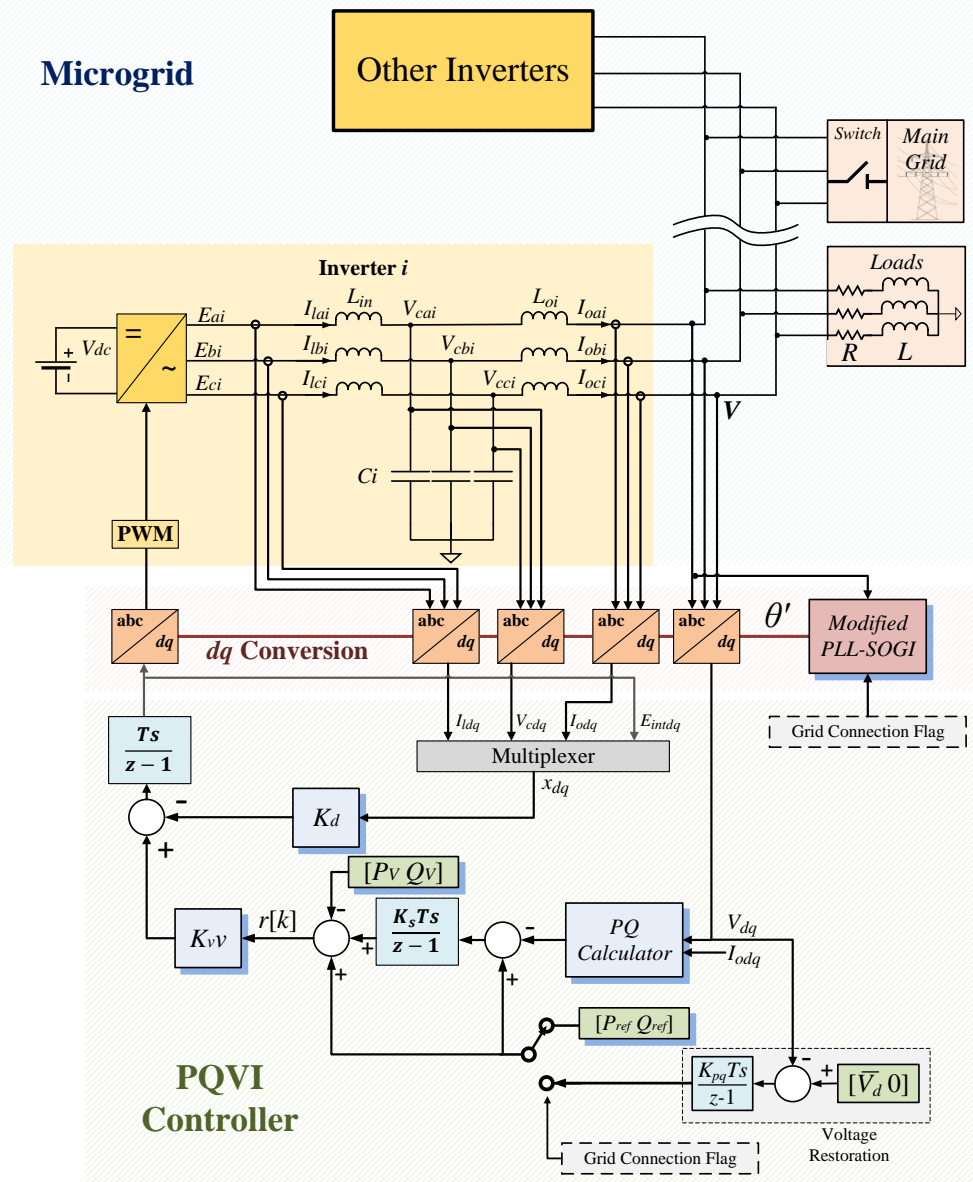 Microgrid
Other Inverters
Switch
Main
Grid
Inverter i
Loads
R
L
Vdc
=
~
Eai
Ebi
Eci
Ilai
Ilbi
Ilci
Lin
Vcai
Vcbi
Vcci
Loi
Ioai
Iobi
Ioci
V
Ci
PWM
abc
dq
abc
dq
abc
dq
abc
dq
abc
dq
dq Conversion
θ′
Modified
PLL-SOGI
Ildq
Vcdq
Iodq
Eintdq
Grid Connection Flag
Multiplexer
xdq
Ts
z − 1
-
+
Kd
[PV QV]
r[k]
Kvv
-
+
+
KsTs
z − 1
-
+
PQ
Calculator
Vdq
Iodq
[Pref Qref]
PQVI
Controller
KpqTs
z-1
-
+
[V̅d 0]
Voltage
Restoration
Grid Connection Flag